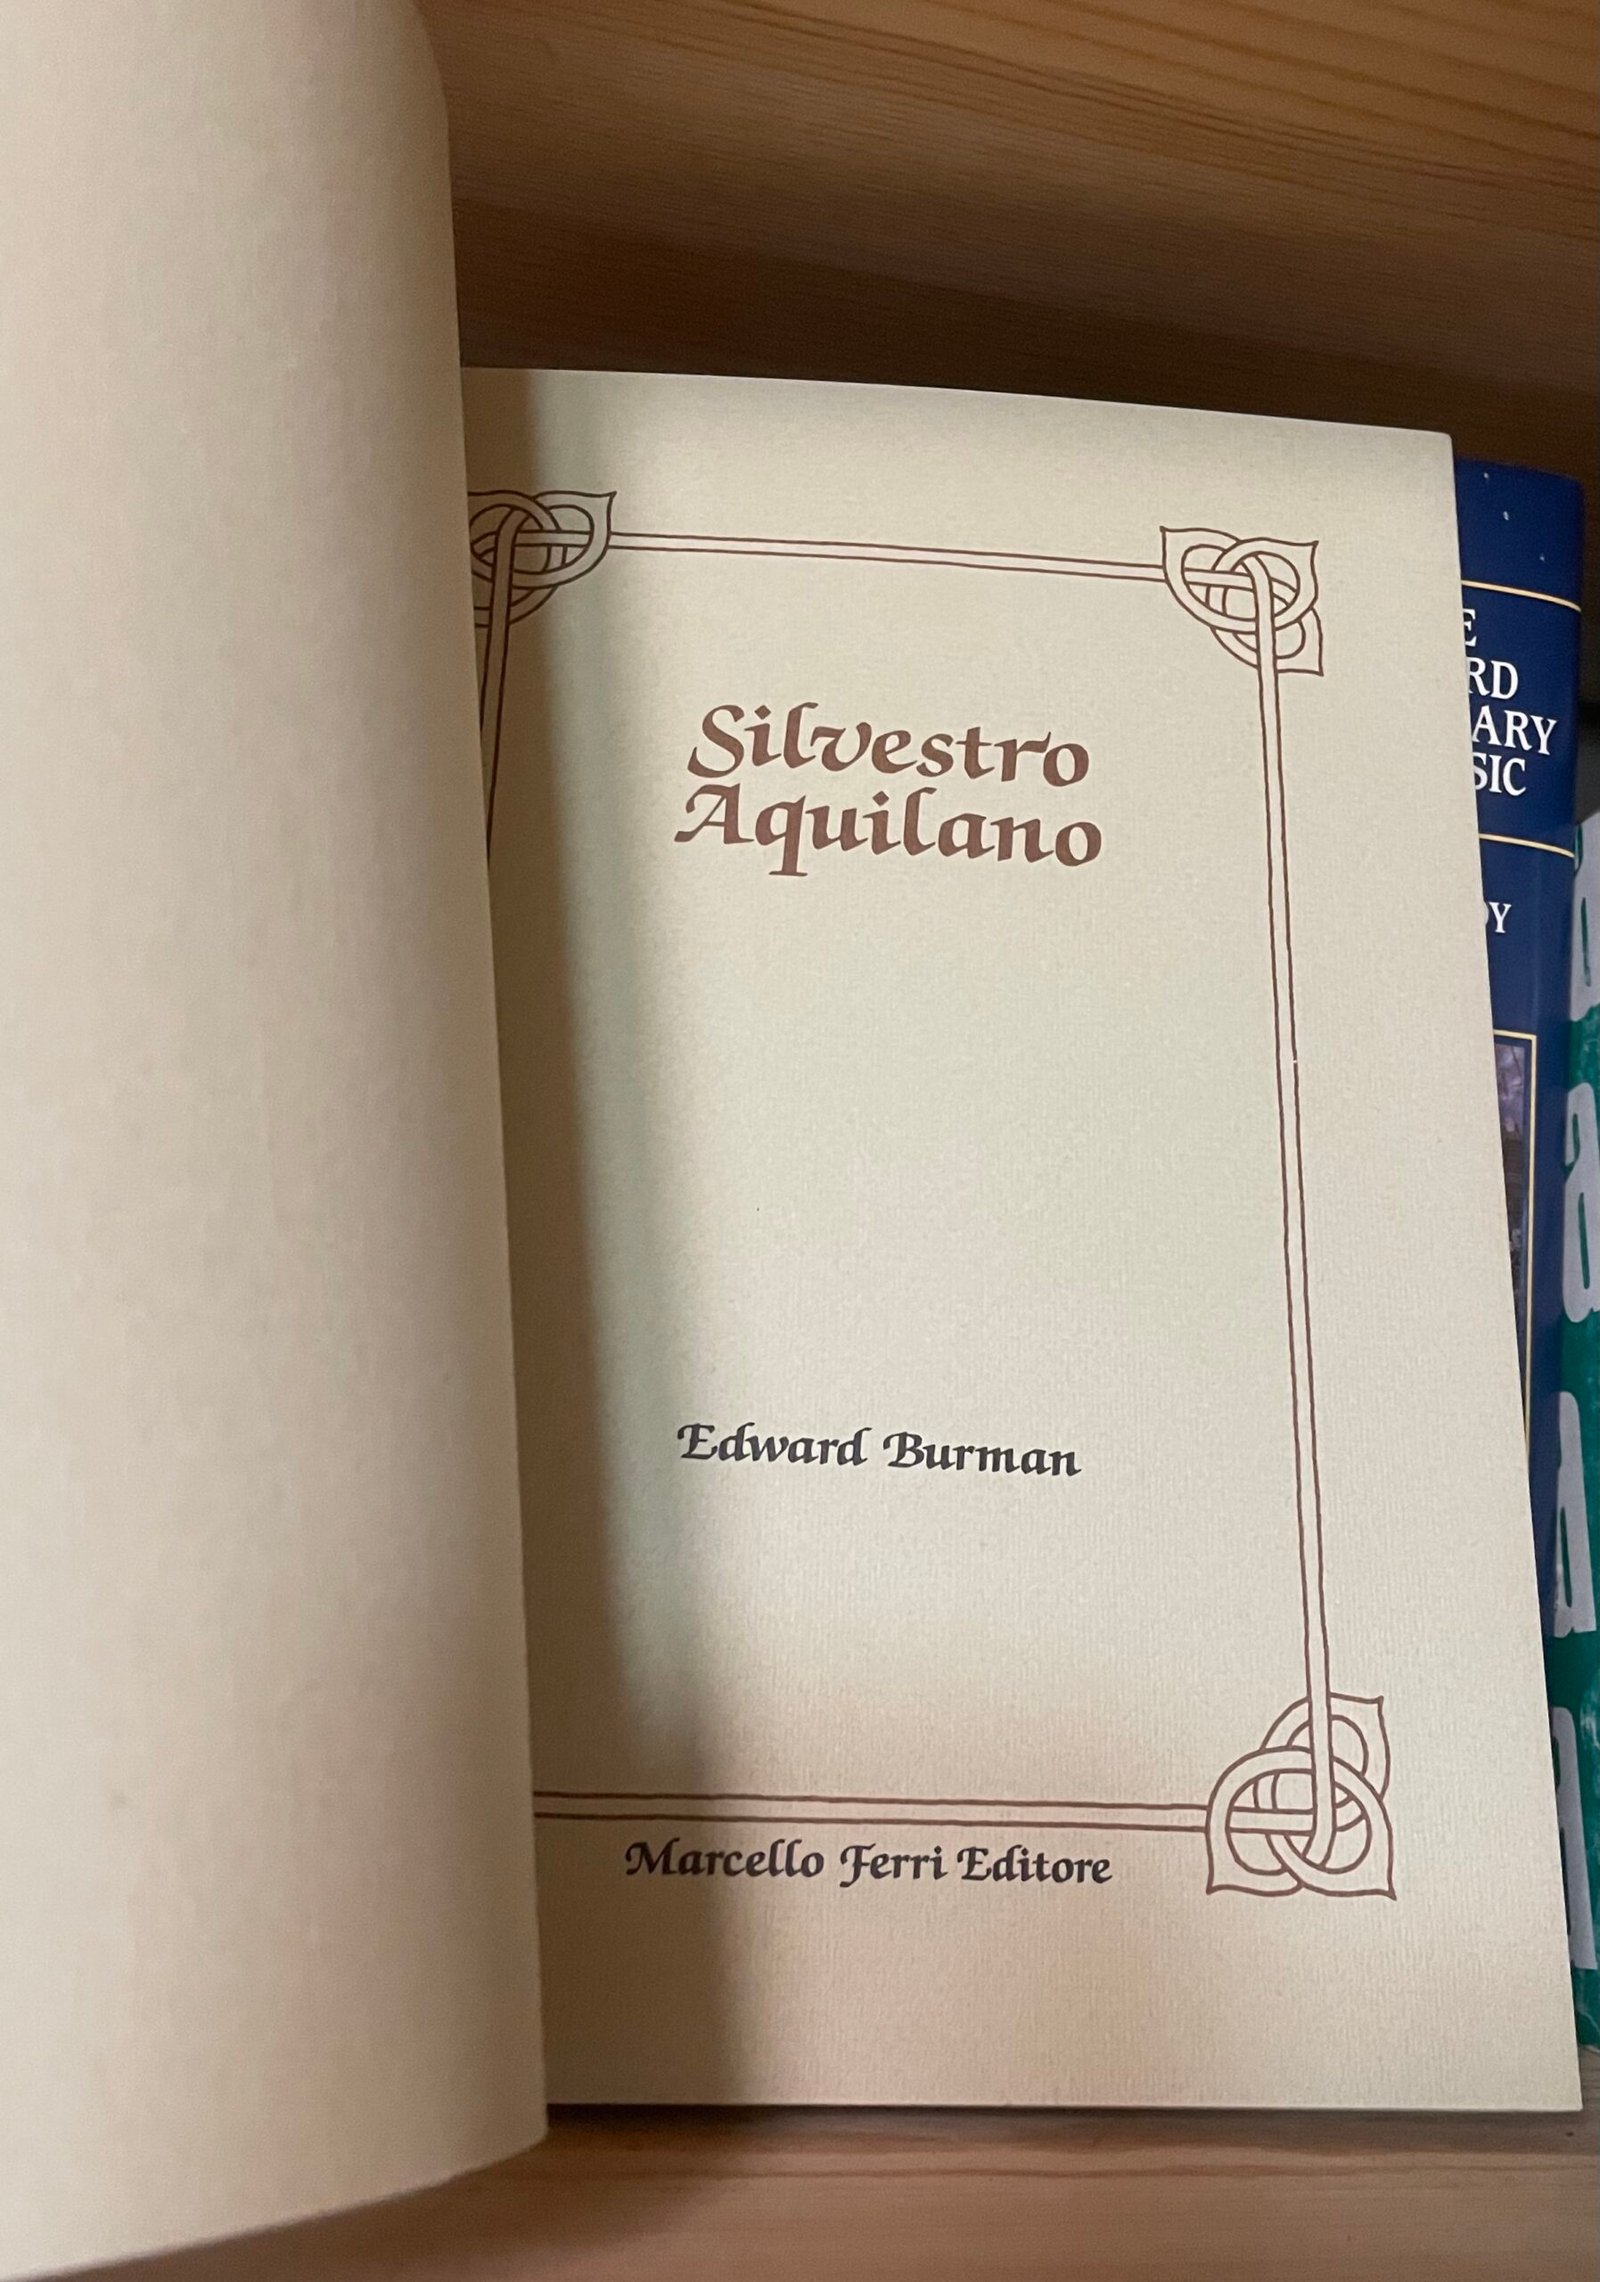 Silvestro
Aquilano
Edward Burman
Marcello Ferri Editore